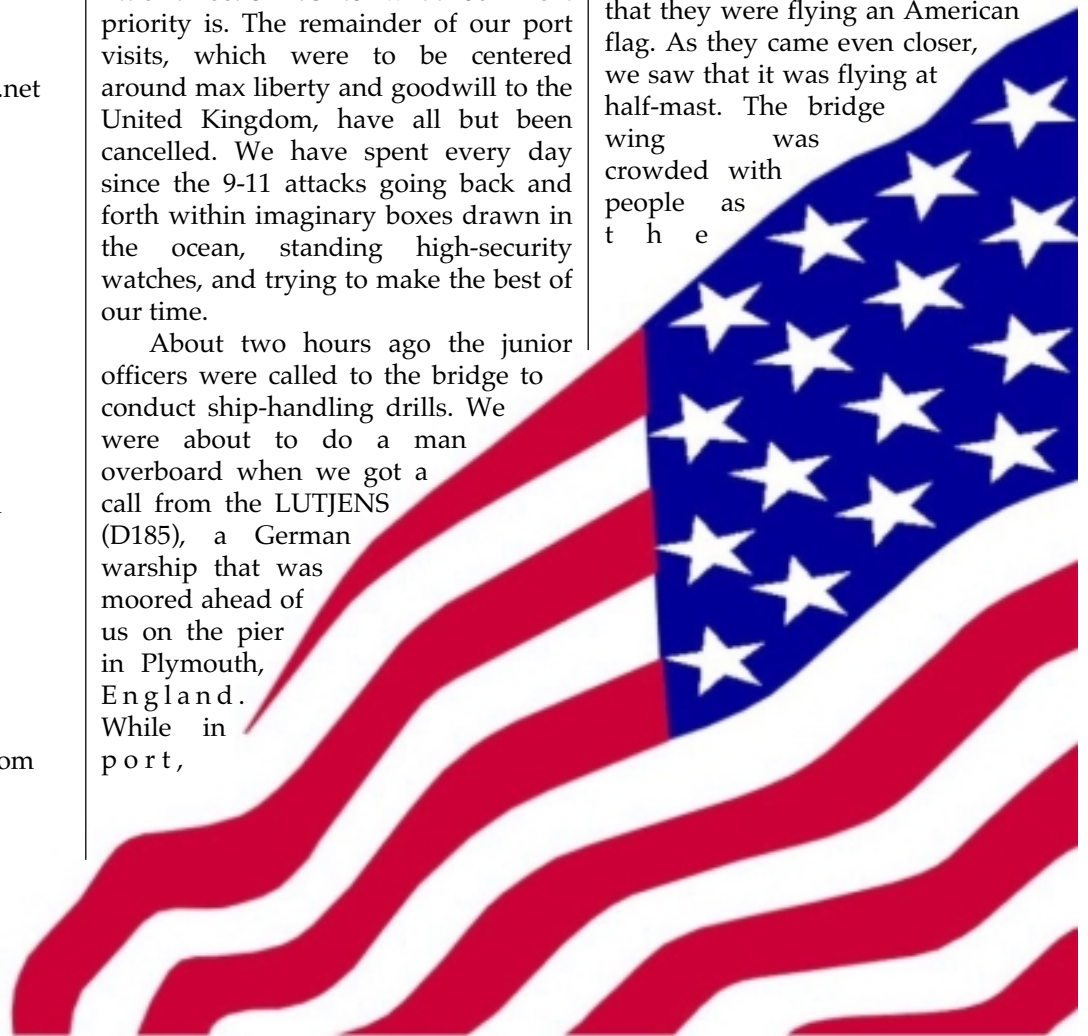 .net
om
priority is. The remainder of our port
visits, which were to be centered
around max liberty and goodwill to the
United Kingdom, have all but been
cancelled. We have spent every day
since the 9-11 attacks going back and
forth within imaginary boxes drawn in
the ocean, standing high-security
watches, and trying to make the best of
our time.
About two hours ago the junior
officers were called to the bridge to
conduct ship-handling drills. We
were about to do a man
overboard when we got a
call from the LUTJENS
(D185), a German
warship that was
moored ahead of
us on the pier
in Plymouth,
England.
While in
port,
that they were flying an American
flag. As they came even closer,
we saw that it was flying at
half-mast. The bridge
wing was
crowded with
people as
the